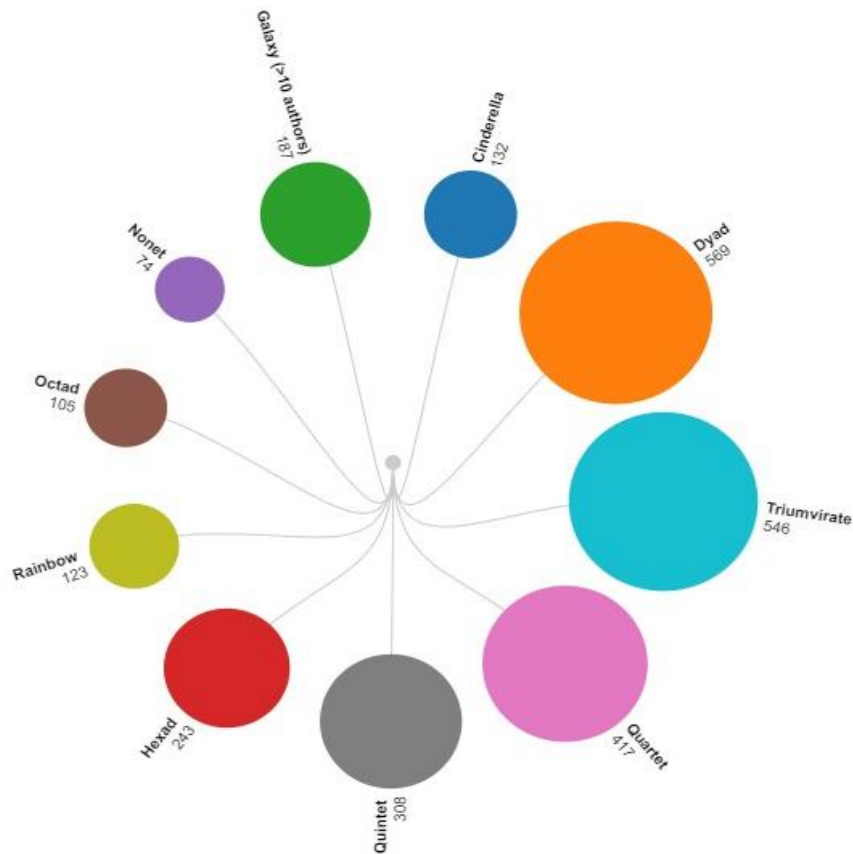 Galaxy (>10 authors)
187
Cinderella
132
Dyad
569
Triumvirate
546
Quartet
417
Quintet
308
Hexad
243
Rainbow
123
Octad
105
Nonet
74